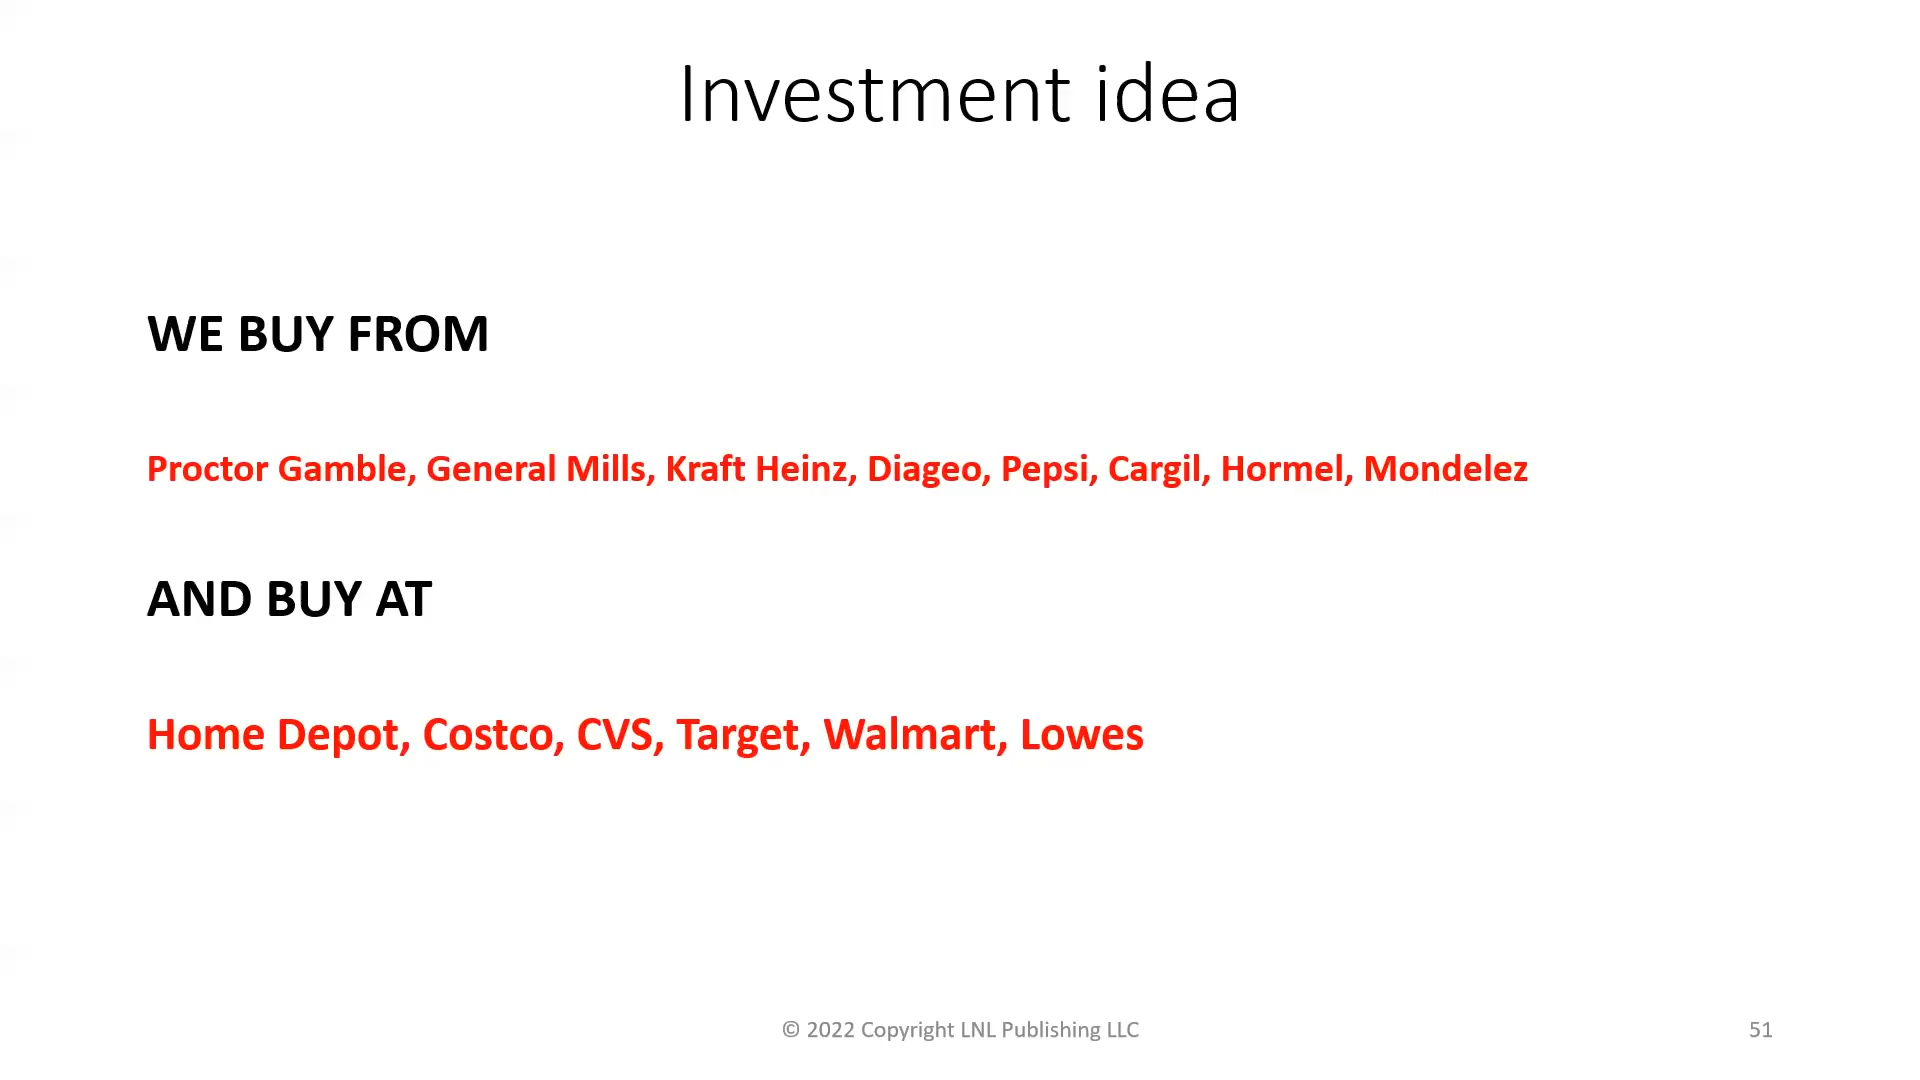 Investment idea
WE BUY FROM
Proctor Gamble, General Mills, Kraft Heinz, Diageo, Pepsi, Cargil, Hormel, Mondelez
AND BUY AT
Home Depot, Costco, CVS, Target, Walmart, Lowes
© 2022 Copyright LNL Publishing LLC
51